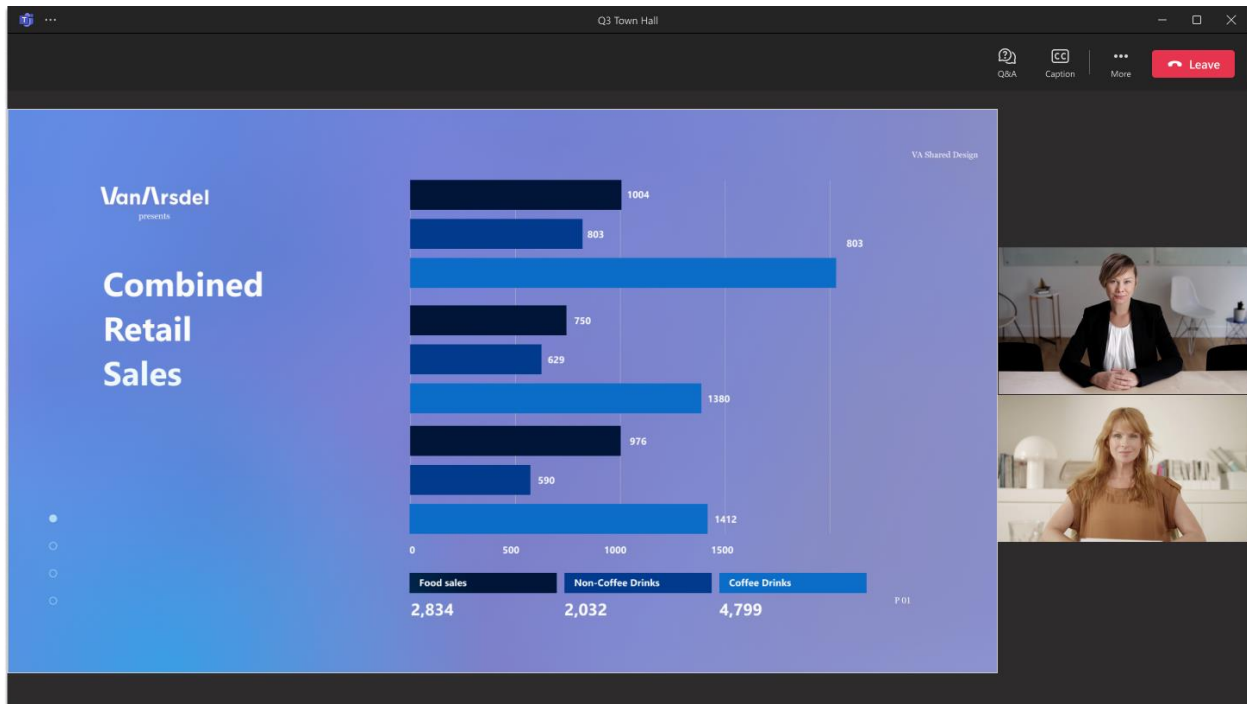 Q3 Town Hall
Q&A
CC
Caption
More
Leave
VA Shared Design
VanArsdel
presents
Combined
Retail
Sales
1004
803
803
750
629
1380
976
590
1412
0 500 1000 1500
Food sales Non-Coffee Drinks Coffee Drinks
2,834 2,032 4,799
P 01